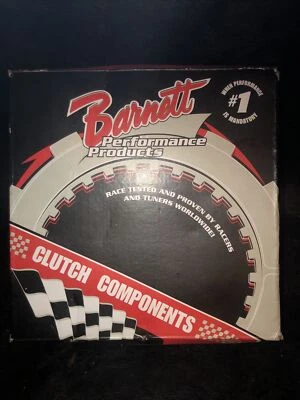 Barnett
Performance
Products
WHEN PERFORMANCE
#1
IS MANDATORY
RACE TESTED AND PROVEN BY RACERS
AND TUNERS WORLDWIDE!
CLUTCH COMPONENTS